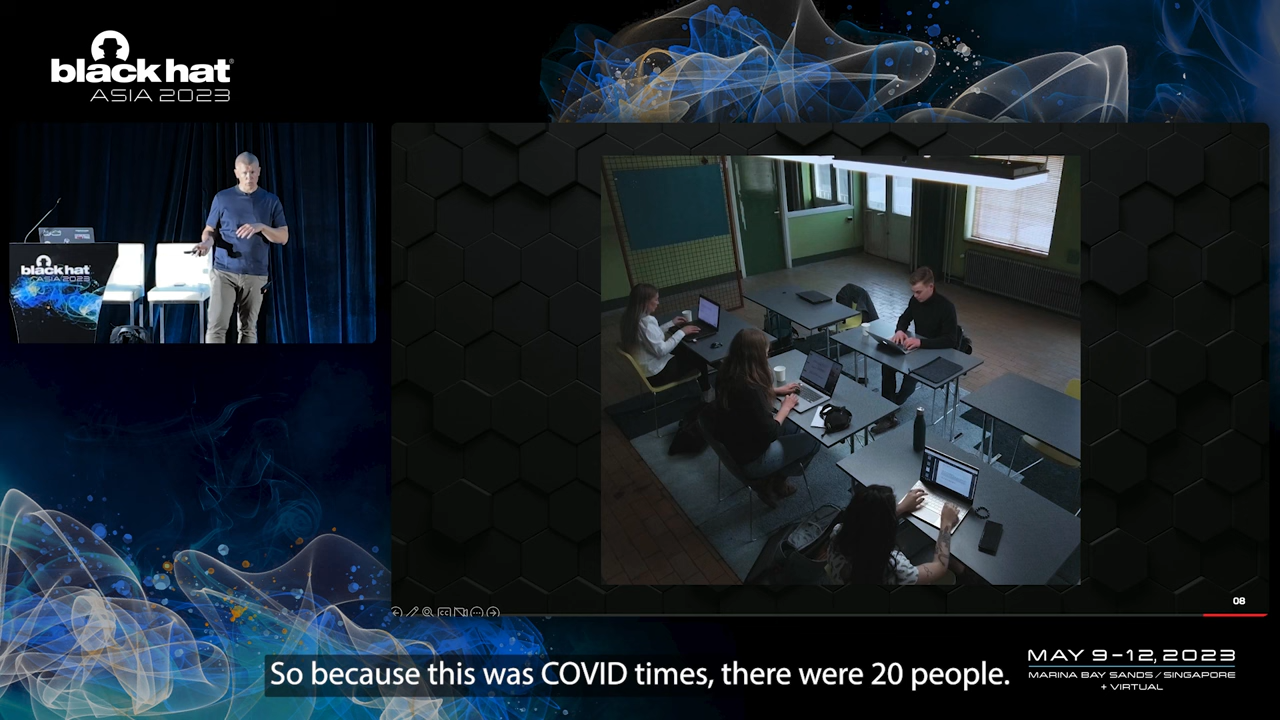 black hat®
ASIA 2023
black hat
ASIA 2023
08
So because this was COVID times, there were 20 people.
MAY 9-12, 2023
MARINA BAY SANDS / SINGAPORE
+ VIRTUAL